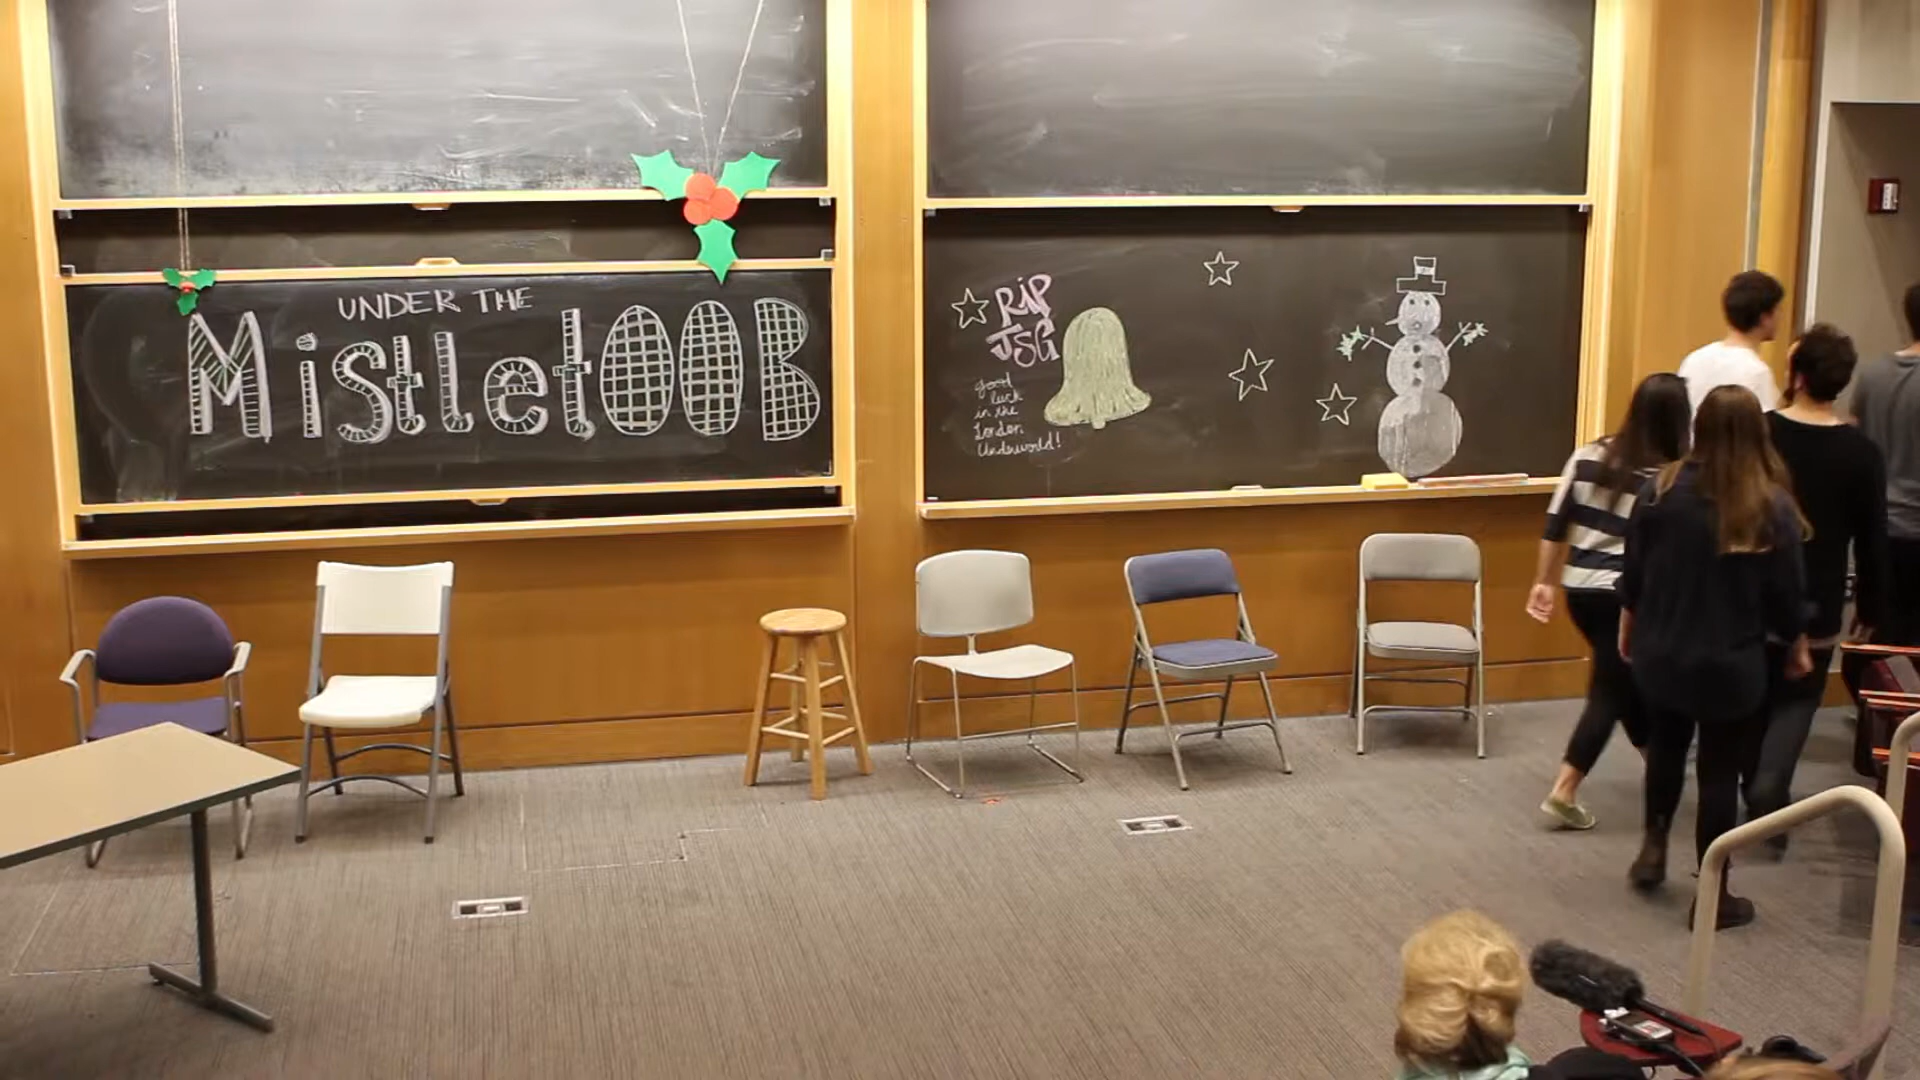 UNDER THE
MistletOOB
RiP
JSG
good
luck
in the
London
Underworld!